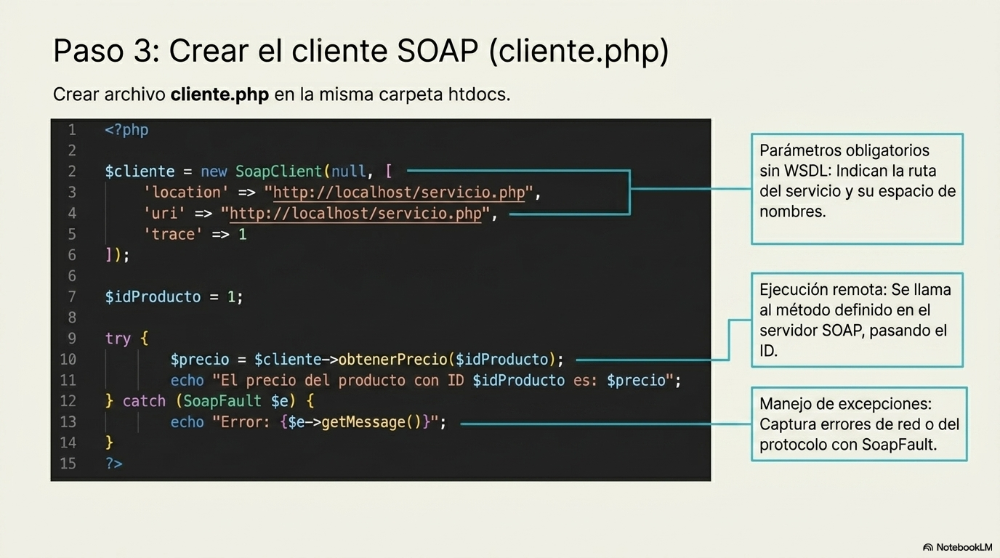 Paso 3: Crear el cliente SOAP (cliente.php)
Crear archivo cliente.php en la misma carpeta htdocs.
1 <?php
2
2 $cliente = new SoapClient(null, [
3 'location' => "http://localhost/servicio.php",
4 'uri' => "http://localhost/servicio.php",
5 'trace' => 1
6 ]);
6
7 $idProducto = 1;
8
9 try {
10 $precio = $cliente->obtenerPrecio($idProducto);
11 echo "El precio del producto con ID $idProducto es: $precio";
12 } catch (SoapFault $e) {
13 echo "Error: {$e->getMessage()}";
14 }
15 ?>
Parámetros obligatorios
sin WSDL: Indican la ruta
del servicio y su espacio de
nombres.
Ejecución remota: Se llama
al método definido en el
servidor SOAP, pasando el
ID.
Manejo de excepciones:
Captura errores de red o del
protocolo con SoapFault.
NotebookLM